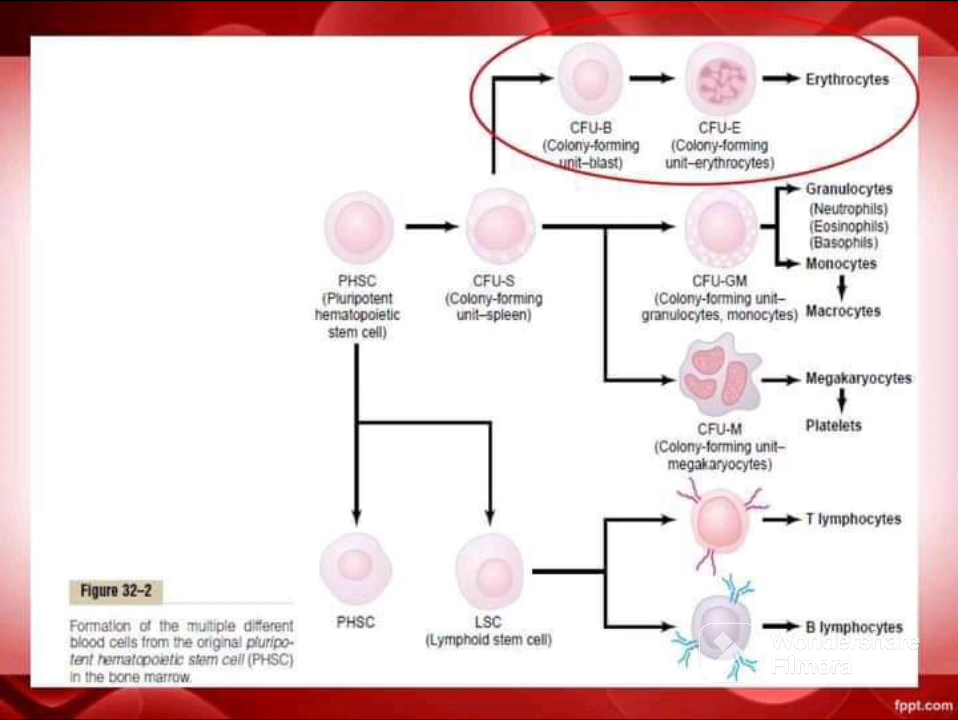 Erythrocytes
CFU-B
(Colony-forming
unit–blast)
CFU-E
(Colony-forming
unit–erythrocytes)
Granulocytes
(Neutrophils)
(Eosinophils)
(Basophils)
Monocytes
Macrocytes
PHSC
(Pluripotent
hematopoietic
stem cell)
CFU-S
(Colony-forming
unit–spleen)
CFU-GM
(Colony-forming unit–
granulocytes, monocytes)
Megakaryocytes
Platelets
CFU-M
(Colony-forming unit–
megakaryocytes)
T lymphocytes
B lymphocytes
PHSC
LSC
(Lymphoid stem cell)
Figure 32–2
Formation of the multiple different
blood cells from the original pluripo-
tent hematopoietic stem cell (PHSC)
in the bone marrow.
Wondershare
Filmora
fppt.com